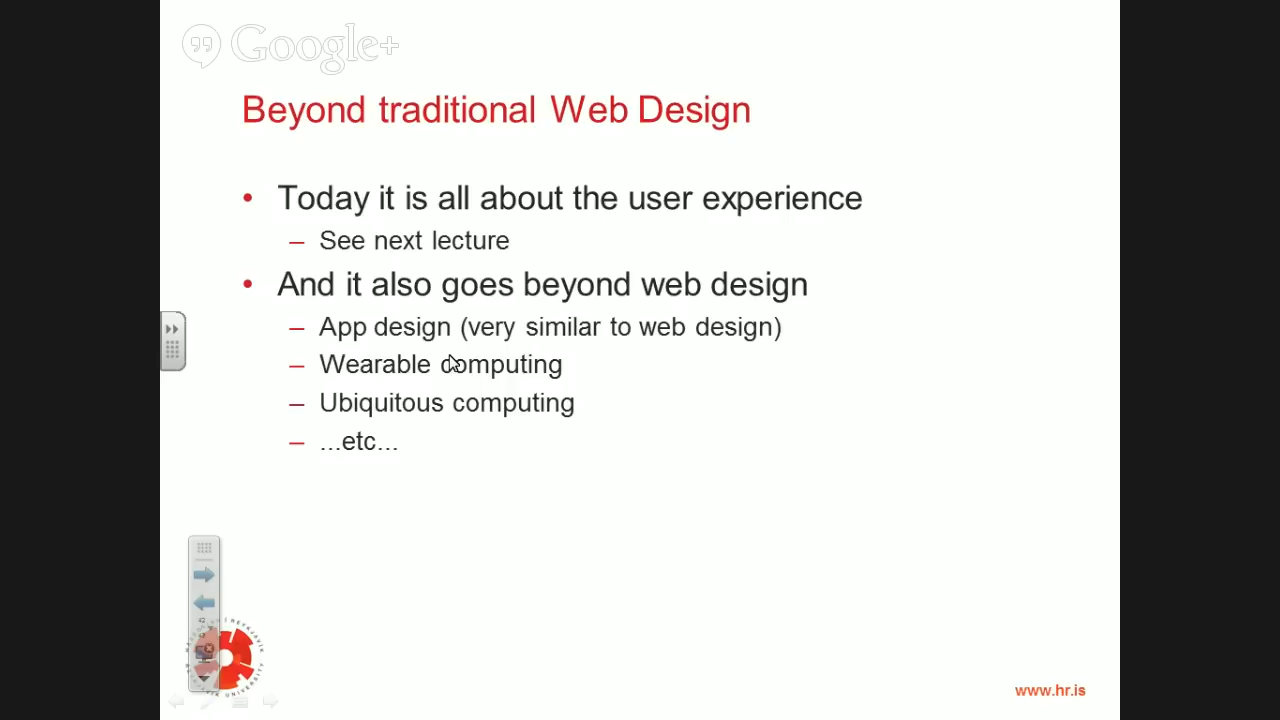 Google+
Beyond traditional Web Design
• Today it is all about the user experience
– See next lecture
• And it also goes beyond web design
– App design (very similar to web design)
– Wearable computing
– Ubiquitous computing
– ...etc...
REYKJAVIK
UNIVERSITY
www.hr.is